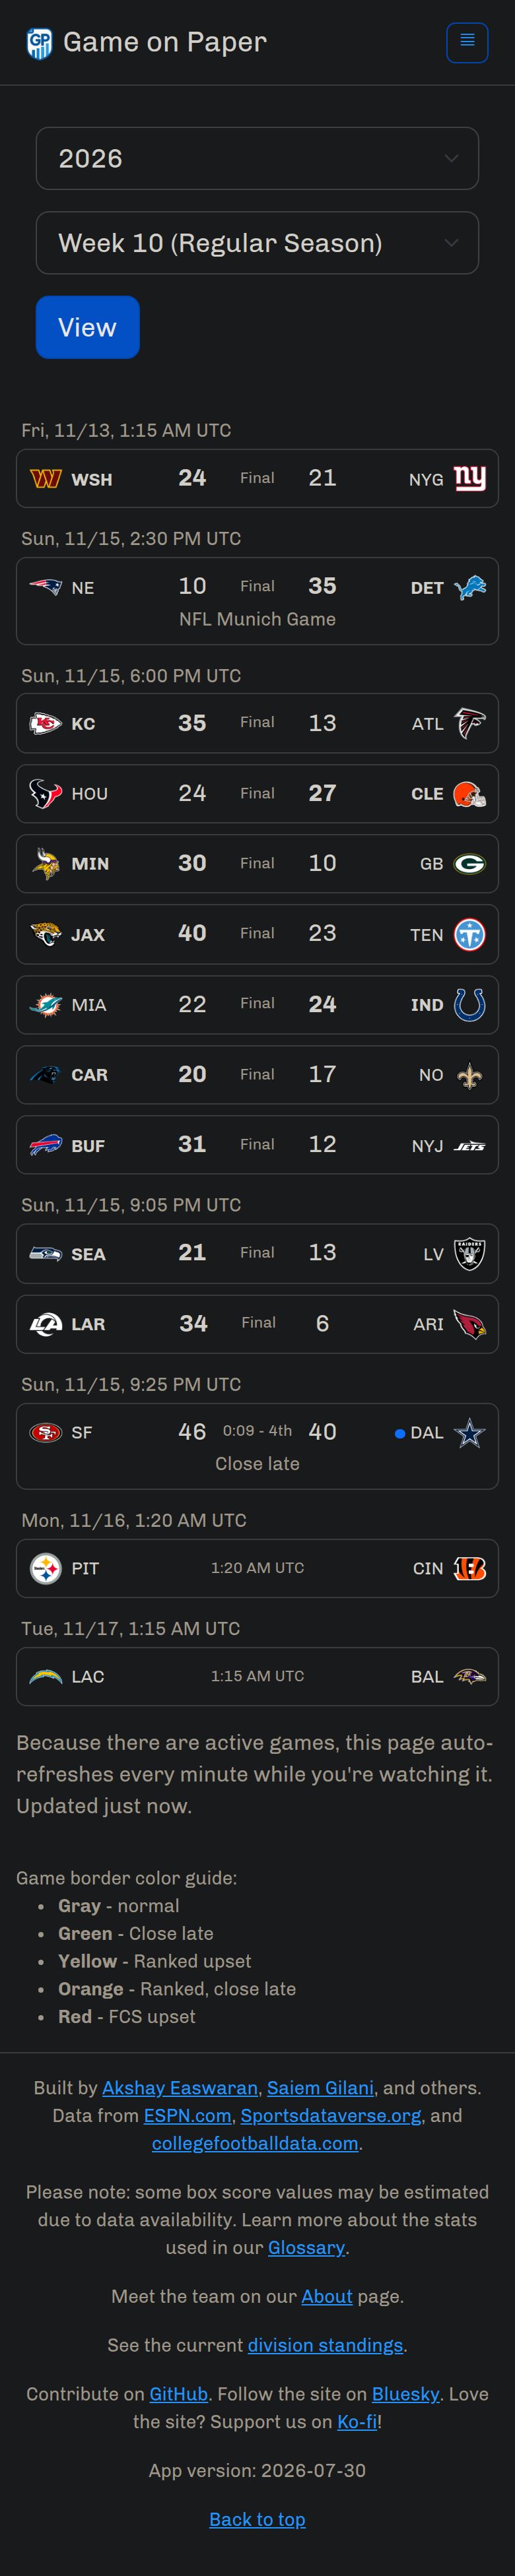 GP Game on Paper
2026
Week 10 (Regular Season)
View
Fri, 11/13, 1:15 AM UTC
WSH 24 Final 21 NYG ny
Sun, 11/15, 2:30 PM UTC
NE 10 Final 35 DET
NFL Munich Game
Sun, 11/15, 6:00 PM UTC
KC 35 Final 13 ATL
HOU 24 Final 27 CLE
MIN 30 Final 10 GB G
JAX 40 Final 23 TEN
MIA 22 Final 24 IND
CAR 20 Final 17 NO
BUF 31 Final 12 NYJ JETS
Sun, 11/15, 9:05 PM UTC
SEA 21 Final 13 LV RAIDERS
LA LAR 34 Final 6 ARI
Sun, 11/15, 9:25 PM UTC
SF SF 46 0:09 - 4th 40 DAL
Close late
Mon, 11/16, 1:20 AM UTC
Steelers PIT 1:20 AM UTC CIN B
Tue, 11/17, 1:15 AM UTC
LAC 1:15 AM UTC BAL
Because there are active games, this page auto-
refreshes every minute while you're watching it.
Updated just now.
Game border color guide:
• Gray - normal
• Green - Close late
• Yellow - Ranked upset
• Orange - Ranked, close late
• Red - FCS upset
Built by Akshay Easwaran, Saiem Gilani, and others.
Data from ESPN.com, Sportsdataverse.org, and
collegefootballdata.com.
Please note: some box score values may be estimated
due to data availability. Learn more about the stats
used in our Glossary.
Meet the team on our About page.
See the current division standings.
Contribute on GitHub. Follow the site on Bluesky. Love
the site? Support us on Ko-fi!
App version: 2026-07-30
Back to top